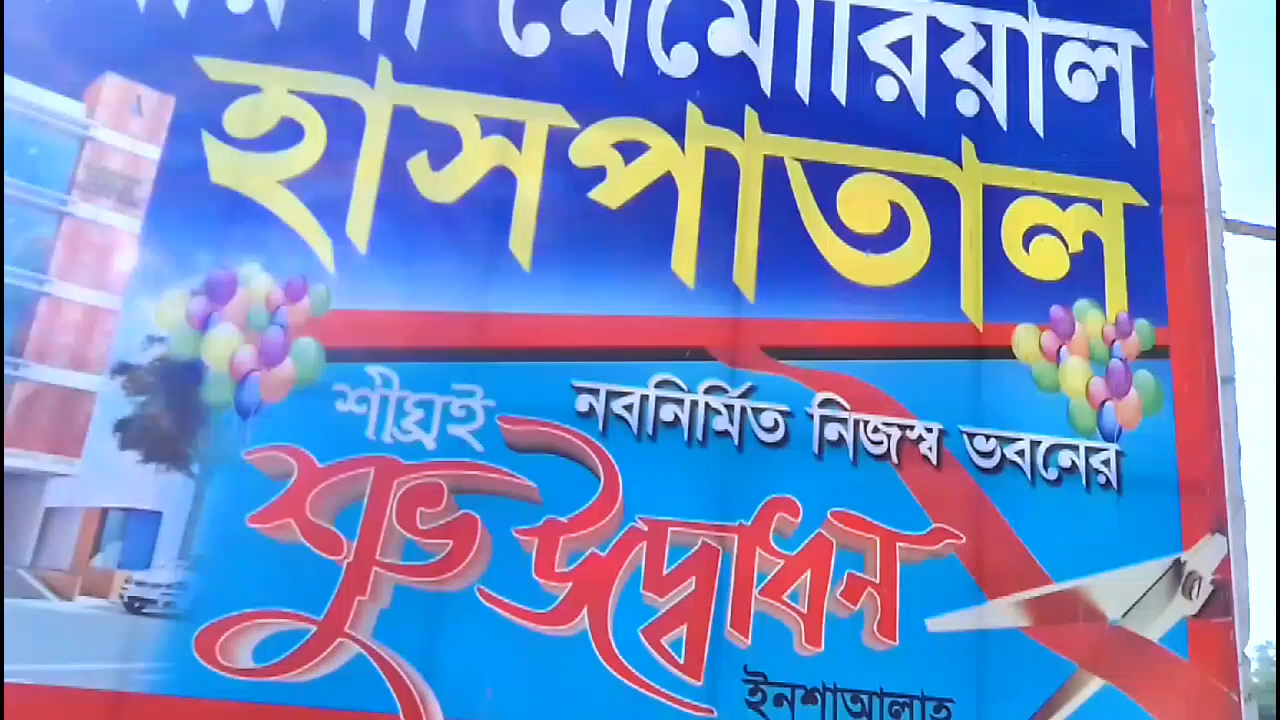 মেমোরিয়াল
হাসপাতাল
শীঘ্রই নবনির্মিত নিজস্ব ভবনের
শুভ উদ্বোধন
ইনশাআলাহ